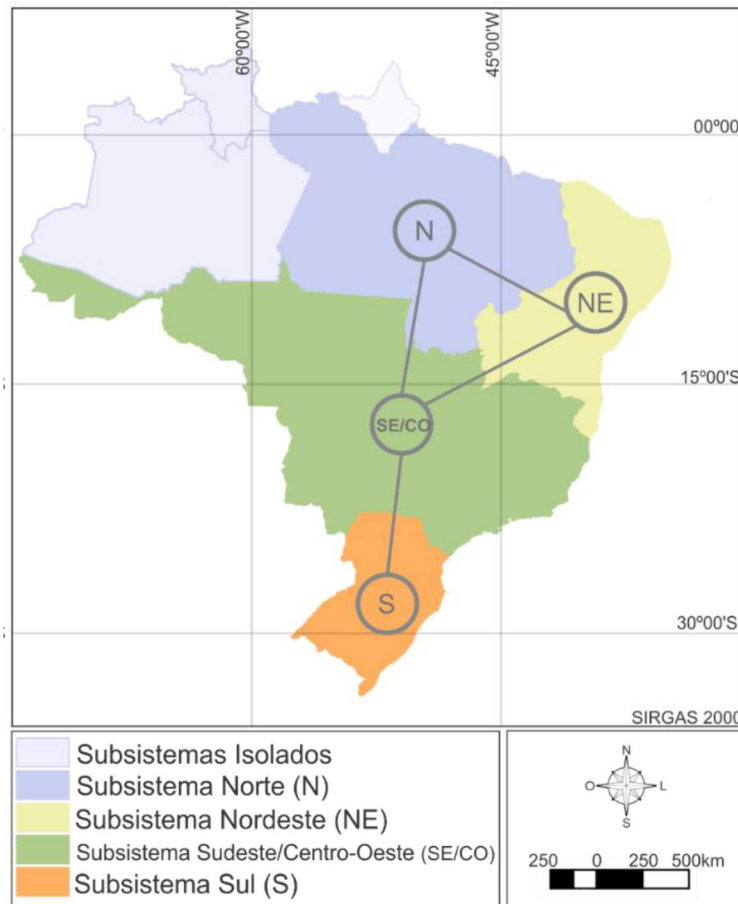 60º00'W
45º00'W
00º00
N
NE
15º00'S
SE/CO
S
30º00'S
SIRGAS 2000
Subsistemas Isolados
Subsistema Norte (N)
Subsistema Nordeste (NE)
Subsistema Sudeste/Centro-Oeste (SE/CO)
Subsistema Sul (S)
N
O
L
S
250 0 250 500km